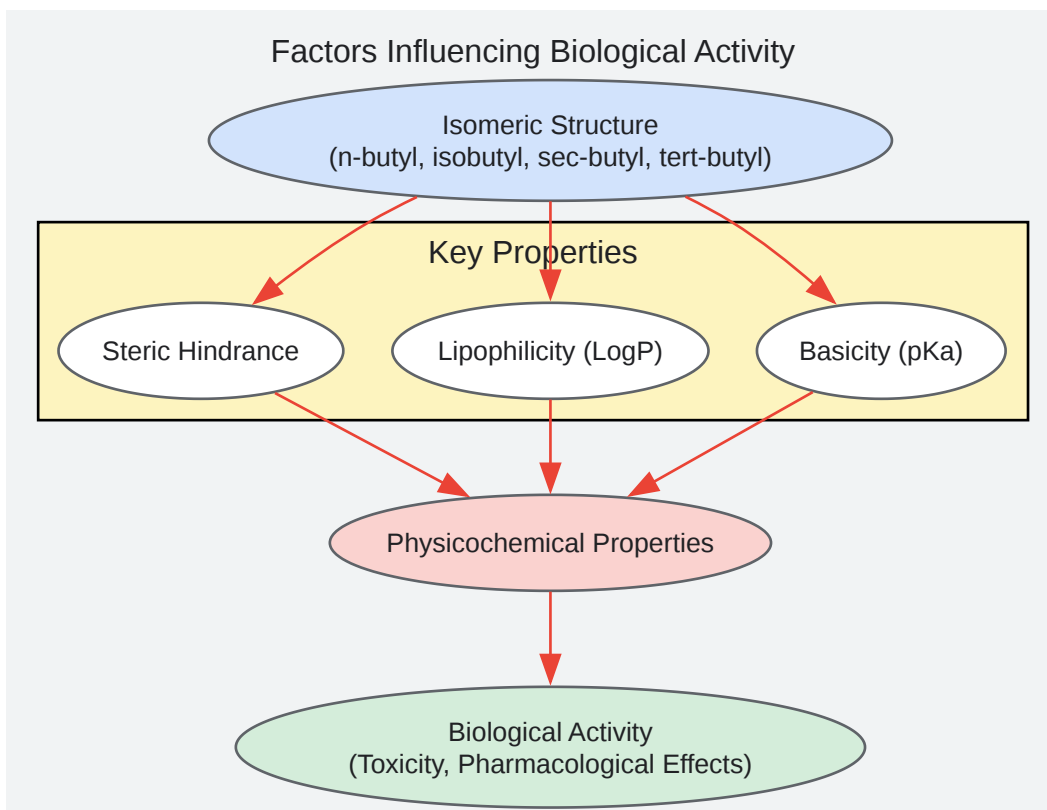 Factors Influencing Biological Activity
Isomeric Structure
(n-butyl, isobutyl, sec-butyl, tert-butyl)
Key Properties
Steric Hindrance
Lipophilicity (LogP)
Basicity (pKa)
Physicochemical Properties
Biological Activity
(Toxicity, Pharmacological Effects)